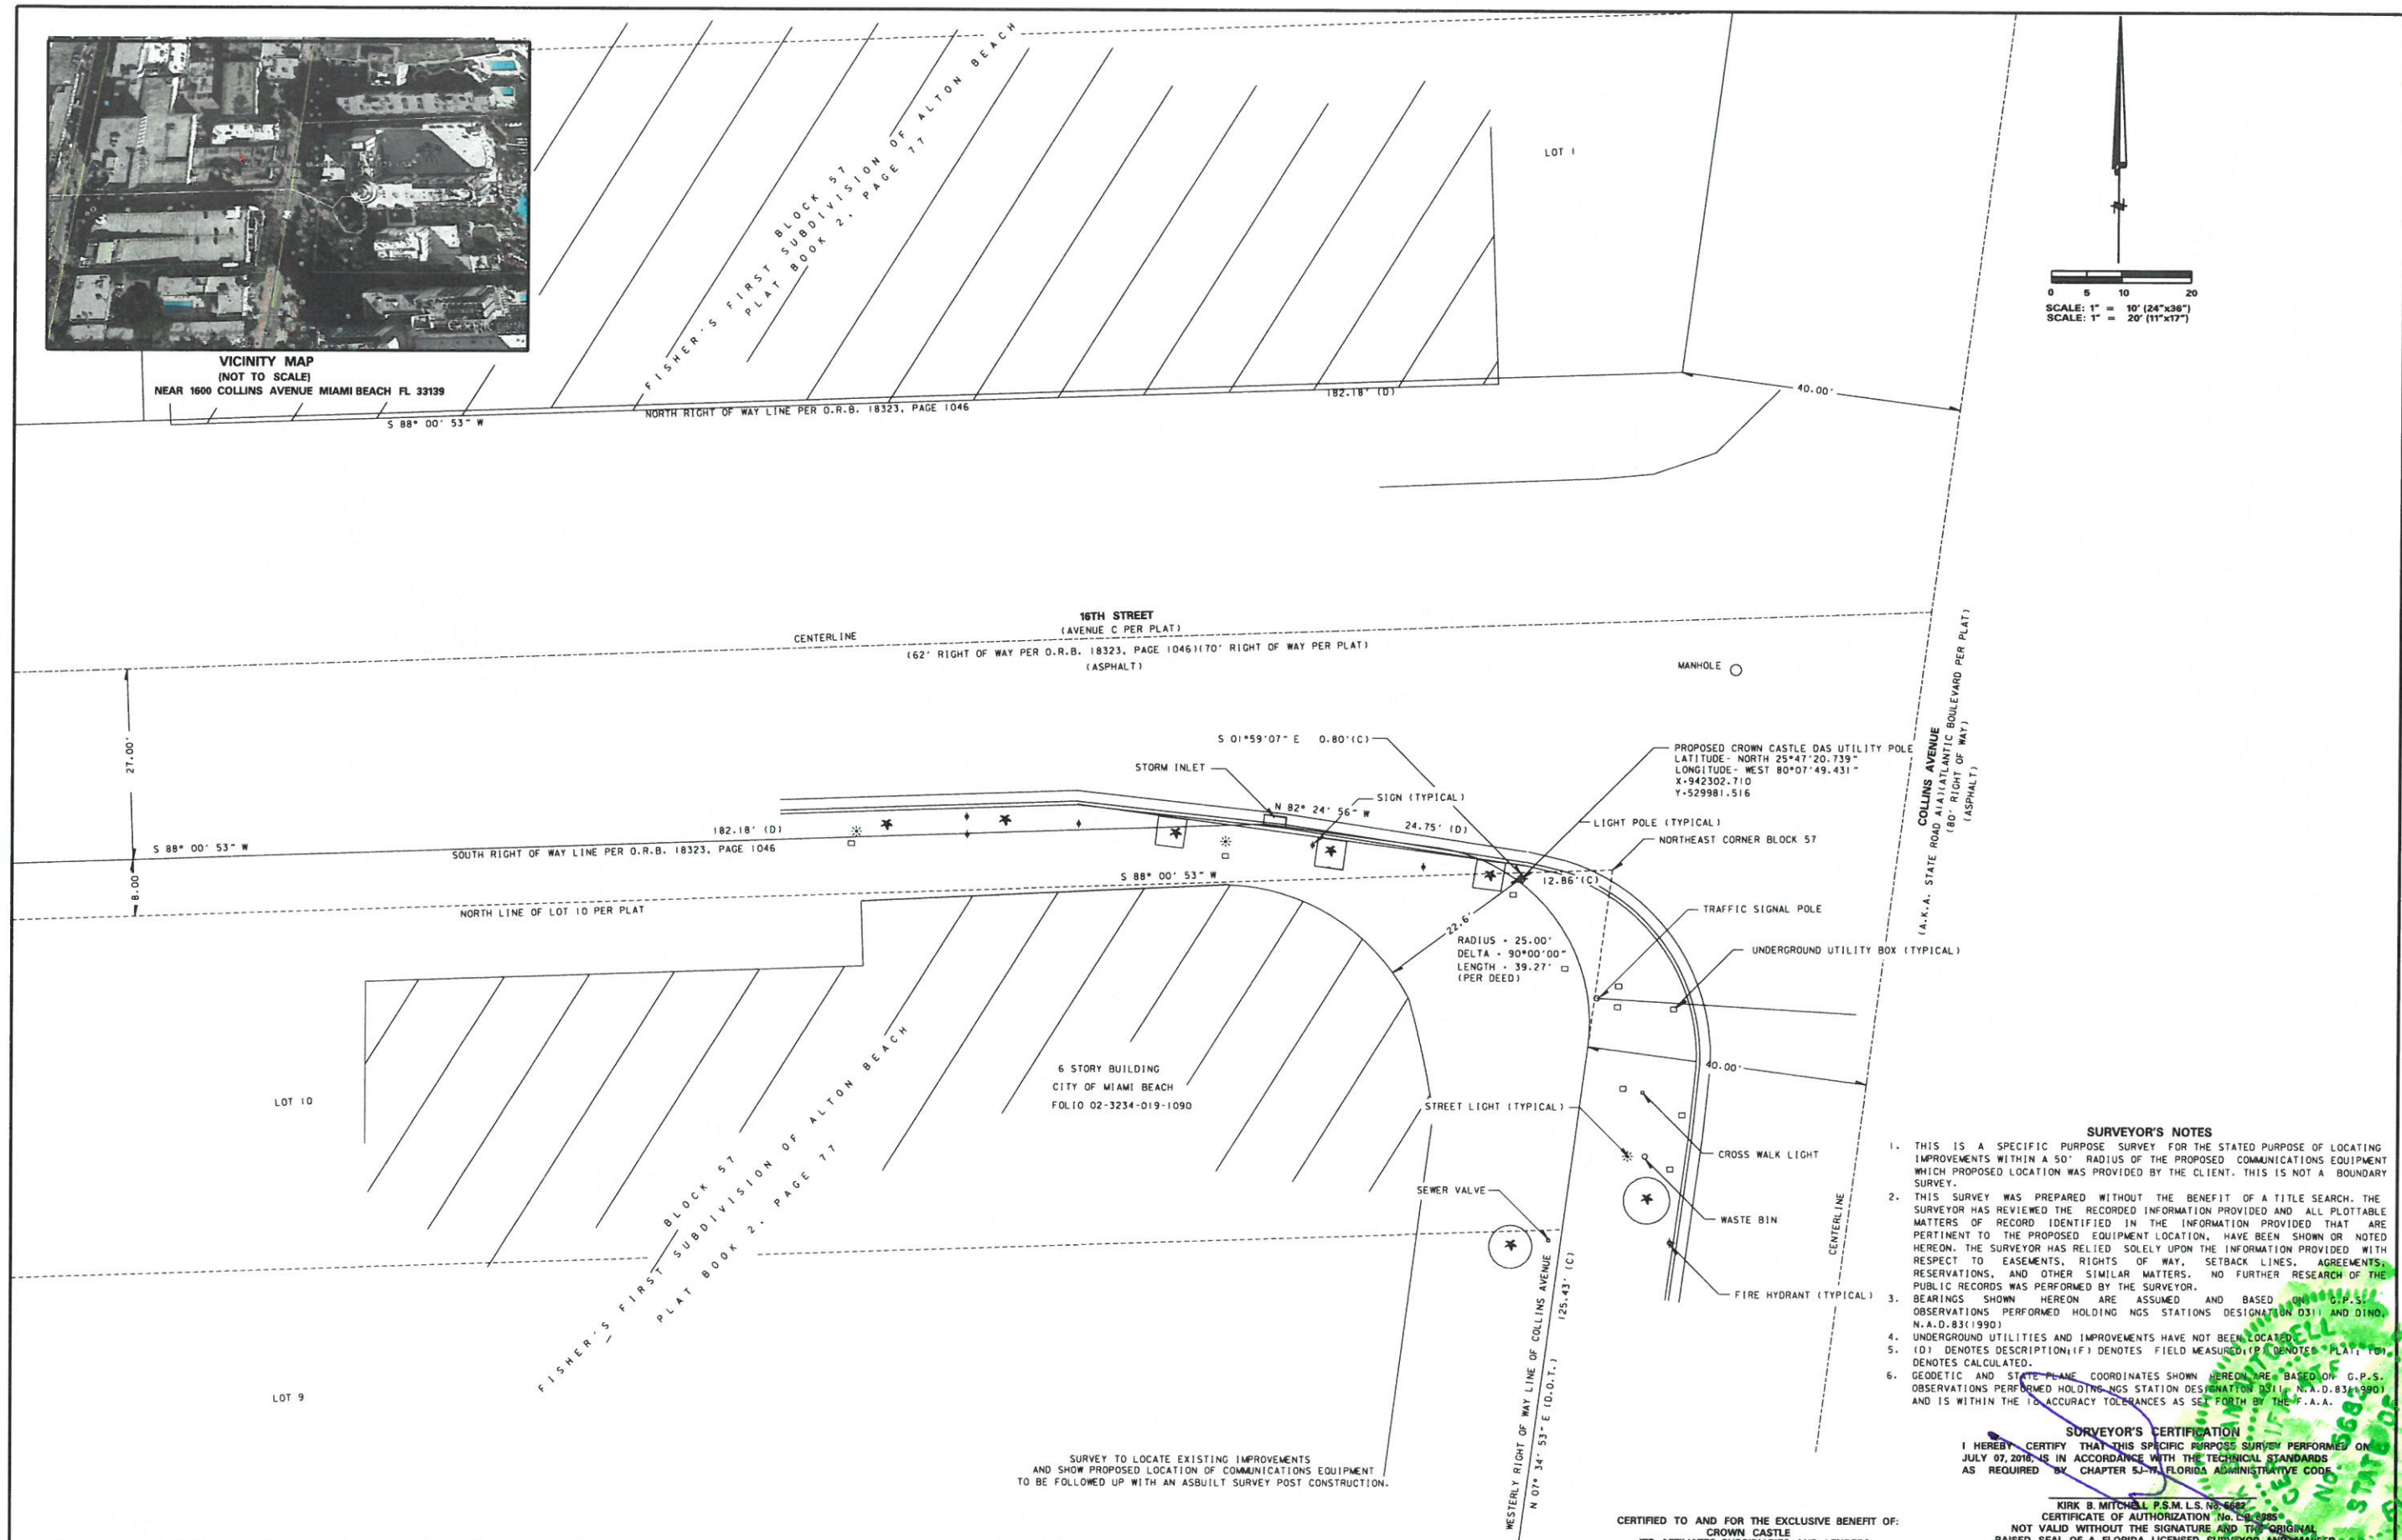 VICINITY MAP
(NOT TO SCALE)
NEAR 1600 COLLINS AVENUE MIAMI BEACH FL 33139
BLOCK 57
FISHER'S FIRST SUBDIVISION OF ALTON BEACH
PLAT BOOK 2, PAGE 77
LOT 1
0 5 10 20
SCALE: 1" = 10' (24"x36")
SCALE: 1" = 20' (11"x17")
40.00'
182.18' (D)
NORTH RIGHT OF WAY LINE PER O.R.B. 18323, PAGE 1046
S 88° 00' 53" W
16TH STREET
(AVENUE C PER PLAT)
CENTERLINE
(62' RIGHT OF WAY PER O.R.B. 18323, PAGE 1046)(70' RIGHT OF WAY PER PLAT)
(ASPHALT)
MANHOLE
COLLINS AVENUE
(A.K.A. STATE ROAD A1A)(ATLANTIC BOULEVARD PER PLAT)
(80' RIGHT OF WAY)
(ASPHALT)
27.00'
8.00'
S 01°59'07" E 0.80'(C)
STORM INLET
SIGN (TYPICAL)
N 82° 24' 56" W
24.75' (D)
PROPOSED CROWN CASTLE DAS UTILITY POLE
LATITUDE- NORTH 25°47'20.739"
LONGITUDE- WEST 80°07'49.431"
X=942302.710
Y=529981.516
LIGHT POLE (TYPICAL)
NORTHEAST CORNER BLOCK 57
182.18' (D)
S 88° 00' 53" W
SOUTH RIGHT OF WAY LINE PER O.R.B. 18323, PAGE 1046
S 88° 00' 53" W
12.86'(C)
NORTH LINE OF LOT 10 PER PLAT
22.6'
TRAFFIC SIGNAL POLE
RADIUS = 25.00'
DELTA = 90°00'00"
LENGTH = 39.27'
(PER DEED)
UNDERGROUND UTILITY BOX (TYPICAL)
40.00'
6 STORY BUILDING
CITY OF MIAMI BEACH
FOLIO 02-3234-019-1090
LOT 10
STREET LIGHT (TYPICAL)
CROSS WALK LIGHT
SEWER VALVE
WASTE BIN
FIRE HYDRANT (TYPICAL)
CENTERLINE
BLOCK 57
FISHER'S FIRST SUBDIVISION OF ALTON BEACH
PLAT BOOK 2, PAGE 77
LOT 9
WESTERLY RIGHT OF WAY LINE OF COLLINS AVENUE
N 07° 34' 53" E (D.O.T.) 125.43' (C)
SURVEY TO LOCATE EXISTING IMPROVEMENTS
AND SHOW PROPOSED LOCATION OF COMMUNICATIONS EQUIPMENT
TO BE FOLLOWED UP WITH AN ASBUILT SURVEY POST CONSTRUCTION.
SURVEYOR'S NOTES
1. THIS IS A SPECIFIC PURPOSE SURVEY FOR THE STATED PURPOSE OF LOCATING
IMPROVEMENTS WITHIN A 50' RADIUS OF THE PROPOSED COMMUNICATIONS EQUIPMENT
WHICH PROPOSED LOCATION WAS PROVIDED BY THE CLIENT. THIS IS NOT A BOUNDARY
SURVEY.
2. THIS SURVEY WAS PREPARED WITHOUT THE BENEFIT OF A TITLE SEARCH. THE
SURVEYOR HAS REVIEWED THE RECORDED INFORMATION PROVIDED AND ALL PLOTTABLE
MATTERS OF RECORD IDENTIFIED IN THE INFORMATION PROVIDED THAT ARE
PERTINENT TO THE PROPOSED EQUIPMENT LOCATION, HAVE BEEN SHOWN OR NOTED
HEREON. THE SURVEYOR HAS RELIED SOLELY UPON THE INFORMATION PROVIDED WITH
RESPECT TO EASEMENTS, RIGHTS OF WAY, SETBACK LINES, AGREEMENTS,
RESERVATIONS, AND OTHER SIMILAR MATTERS. NO FURTHER RESEARCH OF THE
PUBLIC RECORDS WAS PERFORMED BY THE SURVEYOR.
3. BEARINGS SHOWN HEREON ARE ASSUMED AND BASED ON G.P.S.
OBSERVATIONS PERFORMED HOLDING NGS STATIONS DESIGNATION D311 AND DINO,
N.A.D.83(1990)
4. UNDERGROUND UTILITIES AND IMPROVEMENTS HAVE NOT BEEN LOCATED.
5. (D) DENOTES DESCRIPTION;(F) DENOTES FIELD MEASURED;(P) DENOTES PLAT; (C)
DENOTES CALCULATED.
6. GEODETIC AND STATE PLANE COORDINATES SHOWN HEREON ARE BASED ON G.P.S.
OBSERVATIONS PERFORMED HOLDING NGS STATION DESIGNATION D311, N.A.D.83(1990)
AND IS WITHIN THE ACCURACY TOLERANCES AS SET FORTH BY THE F.A.A.
SURVEYOR'S CERTIFICATION
I HEREBY CERTIFY THAT THIS SPECIFIC PURPOSE SURVEY PERFORMED ON
JULY 07, 2016, IS IN ACCORDANCE WITH THE TECHNICAL STANDARDS
AS REQUIRED BY CHAPTER 5J-17, FLORIDA ADMINISTRATIVE CODE.
KIRK B. MITCHELL P.S.M. L.S. No.
CERTIFICATE OF AUTHORIZATION No.
NOT VALID WITHOUT THE SIGNATURE AND THE ORIGINAL
CERTIFIED TO AND FOR THE EXCLUSIVE BENEFIT OF:
CROWN CASTLE